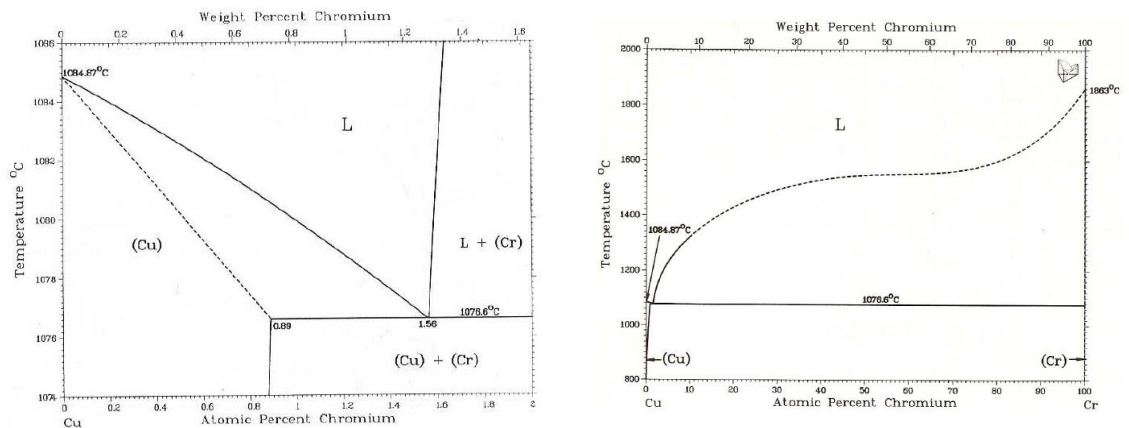 Weight Percent Chromium
0 0.2 0.4 0.6 0.8 1 1.2 1.4 1.6
1086
1084.87°C
1084
L
1082
1080
(Cu)
L + (Cr)
1078
1076.6°C
0.89
1.56
1076
(Cu) + (Cr)
1074
0 0.2 0.4 0.6 0.8 1 1.2 1.4 1.6 1.8 2
Cu
Atomic Percent Chromium
Temperature °C
Weight Percent Chromium
0 10 20 30 40 50 60 70 80 90 100
2000
1863°C
1800
L
1600
1400
1084.87°C
1200
1076.6°C
1000
(Cu)
(Cr)
800
0 10 20 30 40 50 60 70 80 90 100
Cu
Atomic Percent Chromium
Cr
Temperature °C